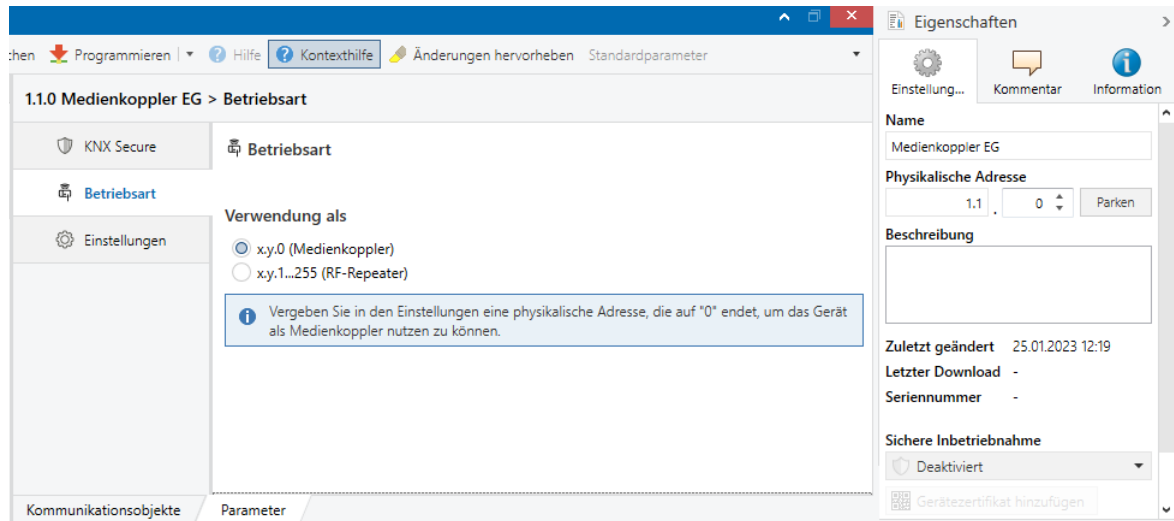 Eigenschaften
chen Programmieren Hilfe Kontexthilfe Änderungen hervorheben Standardparameter
Einstellung... Kommentar Information
1.1.0 Medienkoppler EG > Betriebsart
KNX Secure
Betriebsart
Einstellungen
Betriebsart
Verwendung als
x.y.0 (Medienkoppler)
x.y.1...255 (RF-Repeater)
Vergeben Sie in den Einstellungen eine physikalische Adresse, die auf "0" endet, um das Gerät
als Medienkoppler nutzen zu können.
Kommunikationsobjekte Parameter
Name
Medienkoppler EG
Physikalische Adresse
1.1 . 0 Parken
Beschreibung
Zuletzt geändert 25.01.2023 12:19
Letzter Download -
Seriennummer -
Sichere Inbetriebnahme
Deaktiviert
Gerätezertifikat hinzufügen